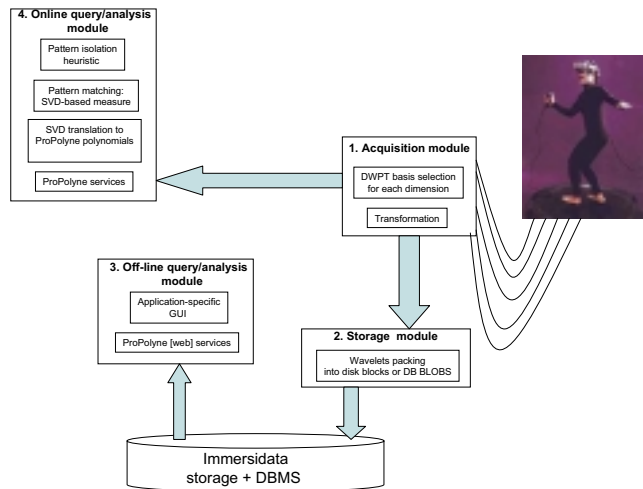 4. Online query/analysis
module
Pattern isolation
heuristic
Pattern matching:
SVD-based measure
SVD translation to
ProPolyne polynomials
ProPolyne services
1. Acquisition module
DWPT basis selection
for each dimension
Transformation
3. Off-line query/analysis
module
Application-specific
GUI
ProPolyne [web] services
2. Storage module
Wavelets packing
into disk blocks or DB BLOBS
Immersidata
storage + DBMS